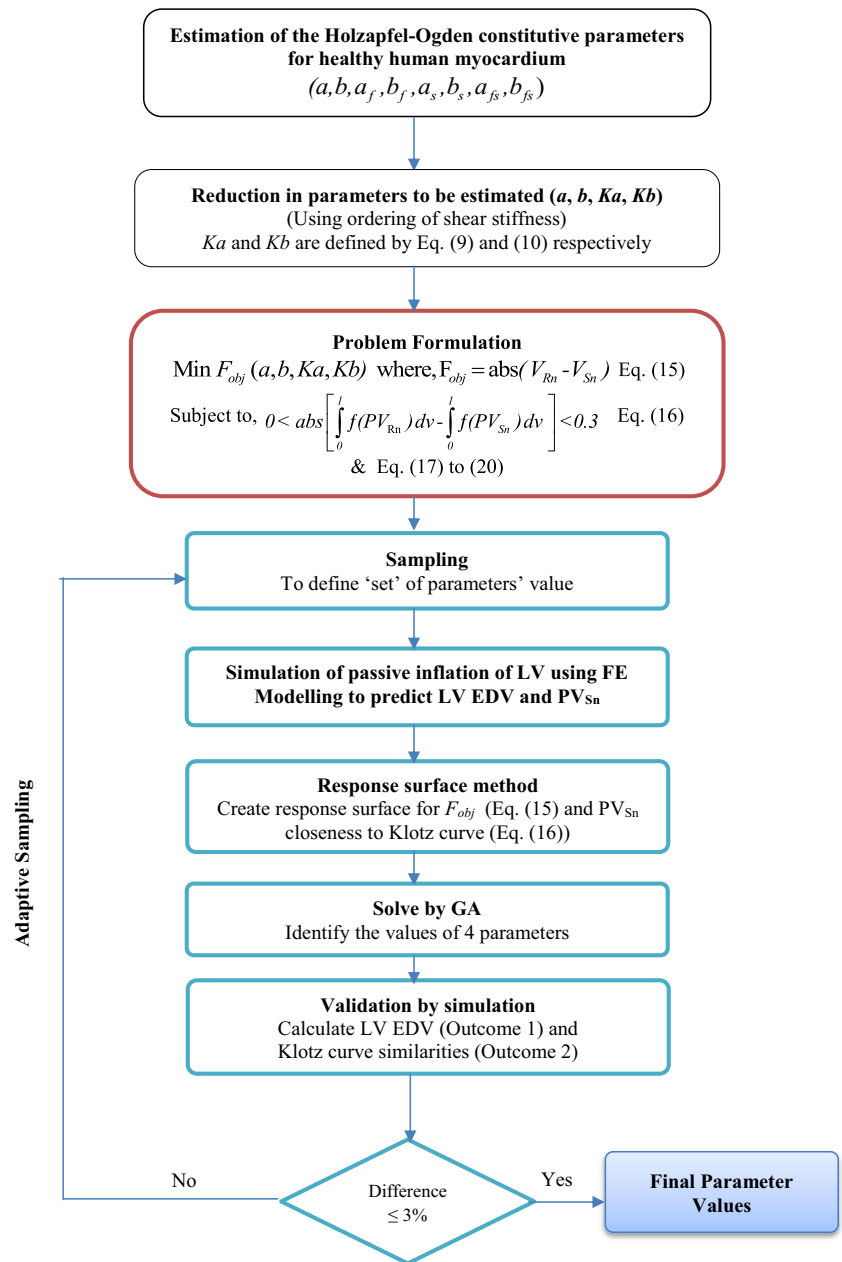 Estimation of the Holzapfel-Ogden constitutive parameters
for healthy human myocardium
(a,b,a_f,b_f,a_s,b_s,a_fs,b_fs)
Reduction in parameters to be estimated (a, b, Ka, Kb)
(Using ordering of shear stiffness)
Ka and Kb are defined by Eq. (9) and (10) respectively
Problem Formulation
Min F_obj (a,b,Ka,Kb) where, F_obj = abs(V_Rn -V_Sn) Eq. (15)
Subject to, 0< abs[∫_0^1 f(PV_Rn)dv-∫_0^1 f(PV_Sn)dv] <0.3 Eq. (16)
& Eq. (17) to (20)
Sampling
To define ‘set’ of parameters’ value
Simulation of passive inflation of LV using FE
Modelling to predict LV EDV and PV_Sn
Response surface method
Create response surface for F_obj (Eq. (15) and PV_Sn
closeness to Klotz curve (Eq. (16))
Adaptive Sampling
Solve by GA
Identify the values of 4 parameters
Validation by simulation
Calculate LV EDV (Outcome 1) and
Klotz curve similarities (Outcome 2)
No
Difference
≤ 3%
Yes
Final Parameter
Values